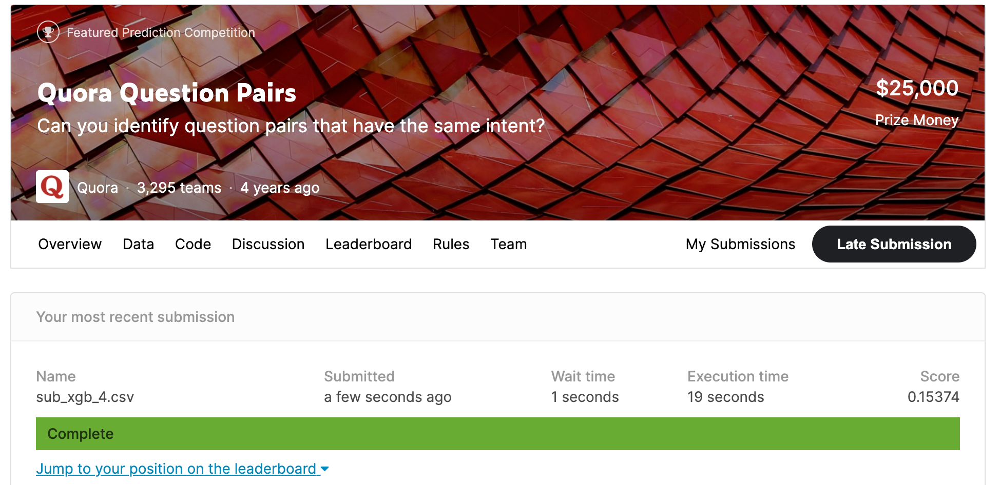 Featured Prediction Competition
Quora Question Pairs
Can you identify question pairs that have the same intent?
$25,000
Prize Money
Q
Quora · 3,295 teams · 4 years ago
Overview Data Code Discussion Leaderboard Rules Team My Submissions Late Submission
Your most recent submission
Name Submitted Wait time Execution time Score
sub_xgb_4.csv a few seconds ago 1 seconds 19 seconds 0.15374
Complete
Jump to your position on the leaderboard